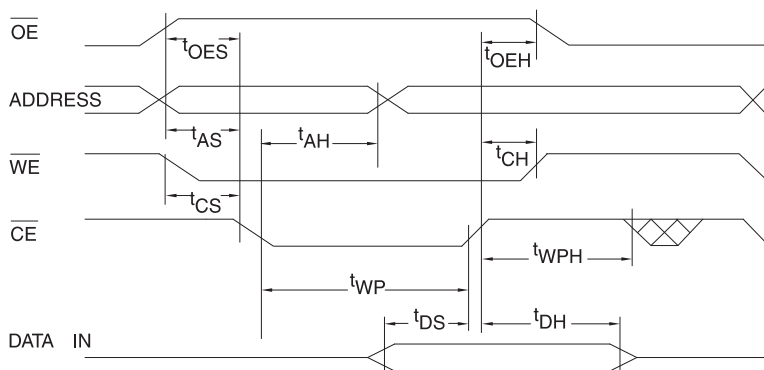 OE
tOES
tOEH
ADDRESS
tAS
tAH
tCH
WE
tCS
CE
tWPH
tWP
tDS
tDH
DATA IN